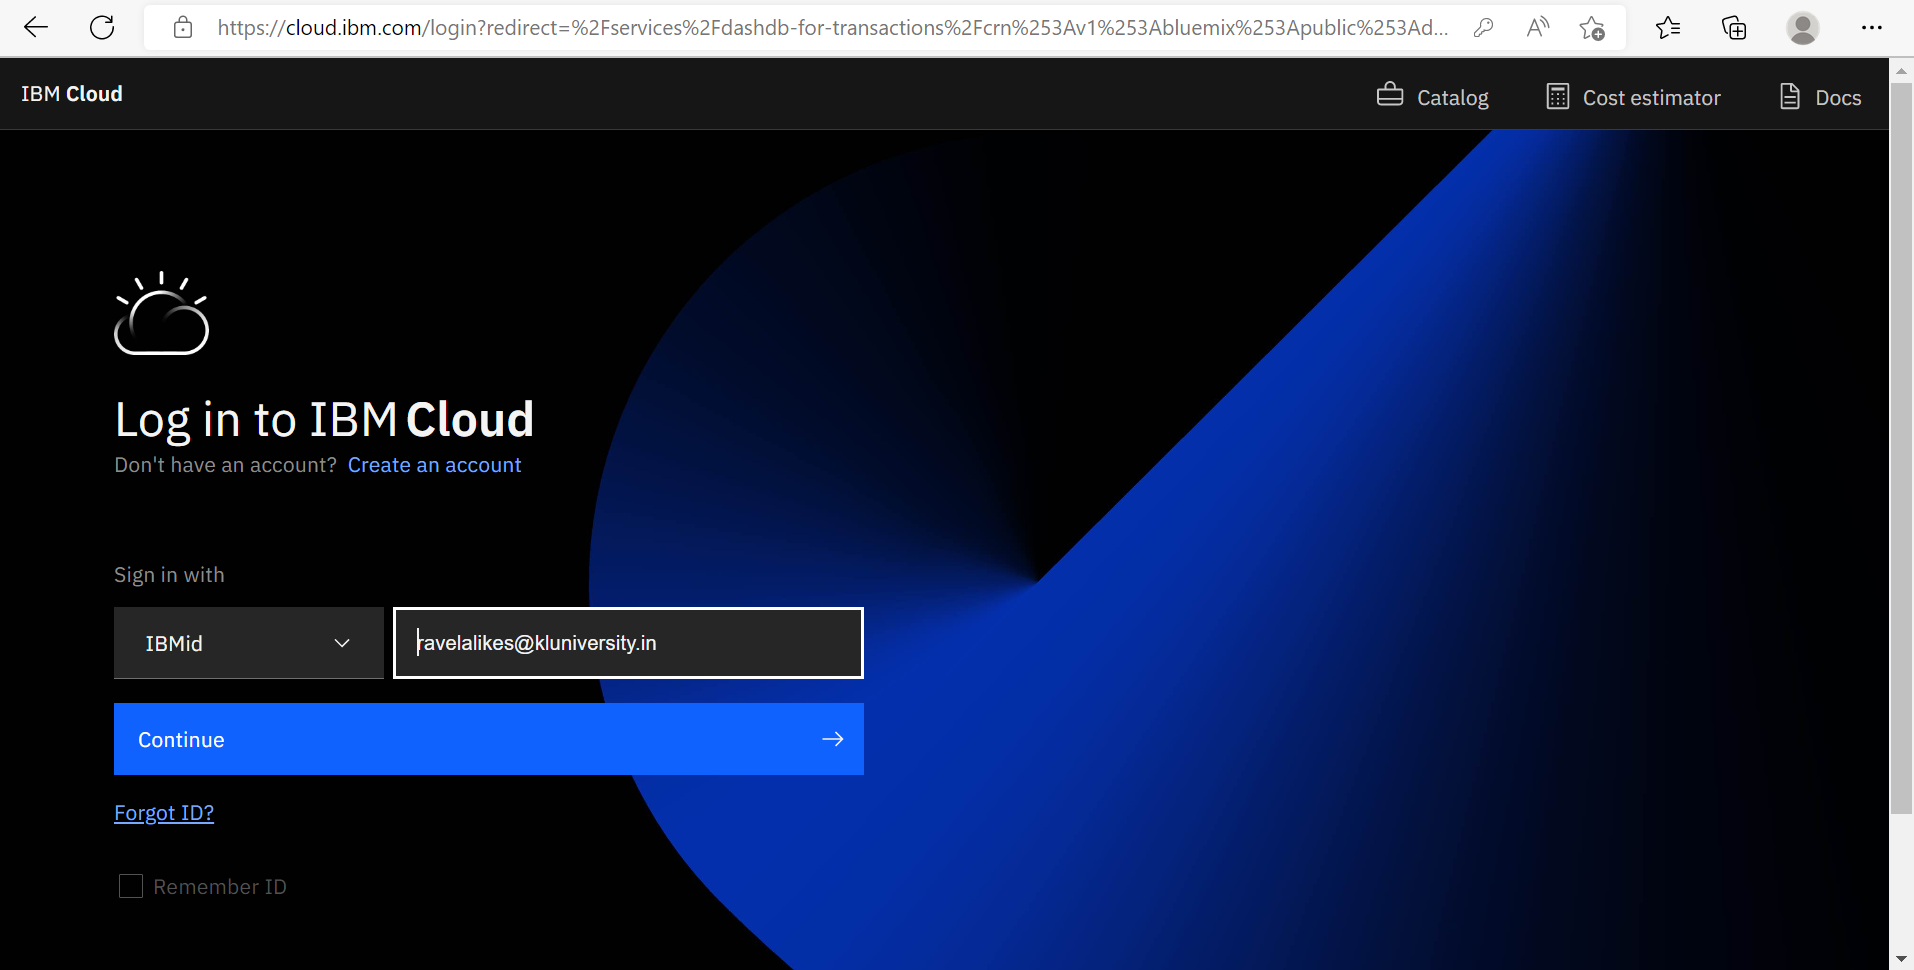 https://cloud.ibm.com/login?redirect=%2Fservices%2Fdashdb-for-transactions%2Fcrn%253Av1%253Abluemix%253Apublic%253Ad...
IBM Cloud
Catalog
Cost estimator
Docs
Log in to IBM Cloud
Don't have an account? Create an account
Sign in with
IBMid
ravelalikes@kluniversity.in
Continue
Forgot ID?
Remember ID